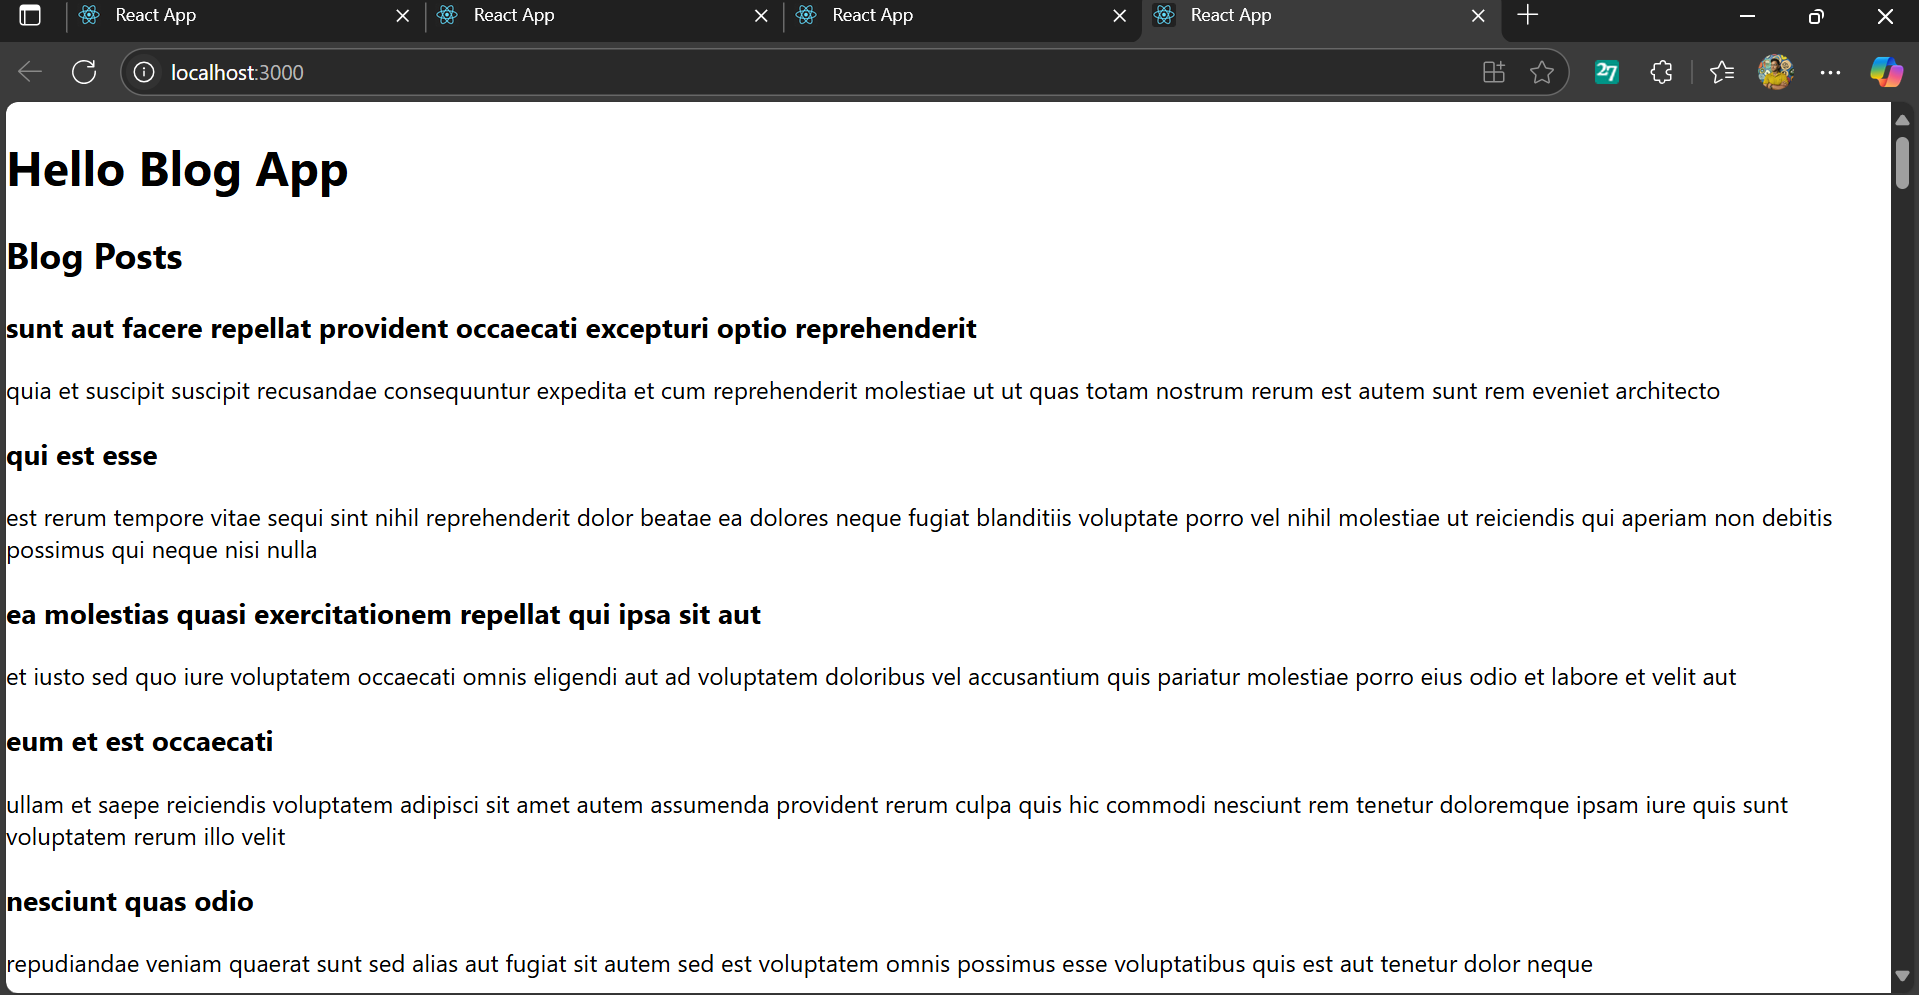 React App
React App
React App
React App
localhost:3000
27
Hello Blog App
Blog Posts
sunt aut facere repellat provident occaecati excepturi optio reprehenderit
quia et suscipit suscipit recusandae consequuntur expedita et cum reprehenderit molestiae ut ut quas totam nostrum rerum est autem sunt rem eveniet architecto
qui est esse
est rerum tempore vitae sequi sint nihil reprehenderit dolor beatae ea dolores neque fugiat blanditiis voluptate porro vel nihil molestiae ut reiciendis qui aperiam non debitis
possimus qui neque nisi nulla
ea molestias quasi exercitationem repellat qui ipsa sit aut
et iusto sed quo iure voluptatem occaecati omnis eligendi aut ad voluptatem doloribus vel accusantium quis pariatur molestiae porro eius odio et labore et velit aut
eum et est occaecati
ullam et saepe reiciendis voluptatem adipisci sit amet autem assumenda provident rerum culpa quis hic commodi nesciunt rem tenetur doloremque ipsam iure quis sunt
voluptatem rerum illo velit
nesciunt quas odio
repudiandae veniam quaerat sunt sed alias aut fugiat sit autem sed est voluptatem omnis possimus esse voluptatibus quis est aut tenetur dolor neque